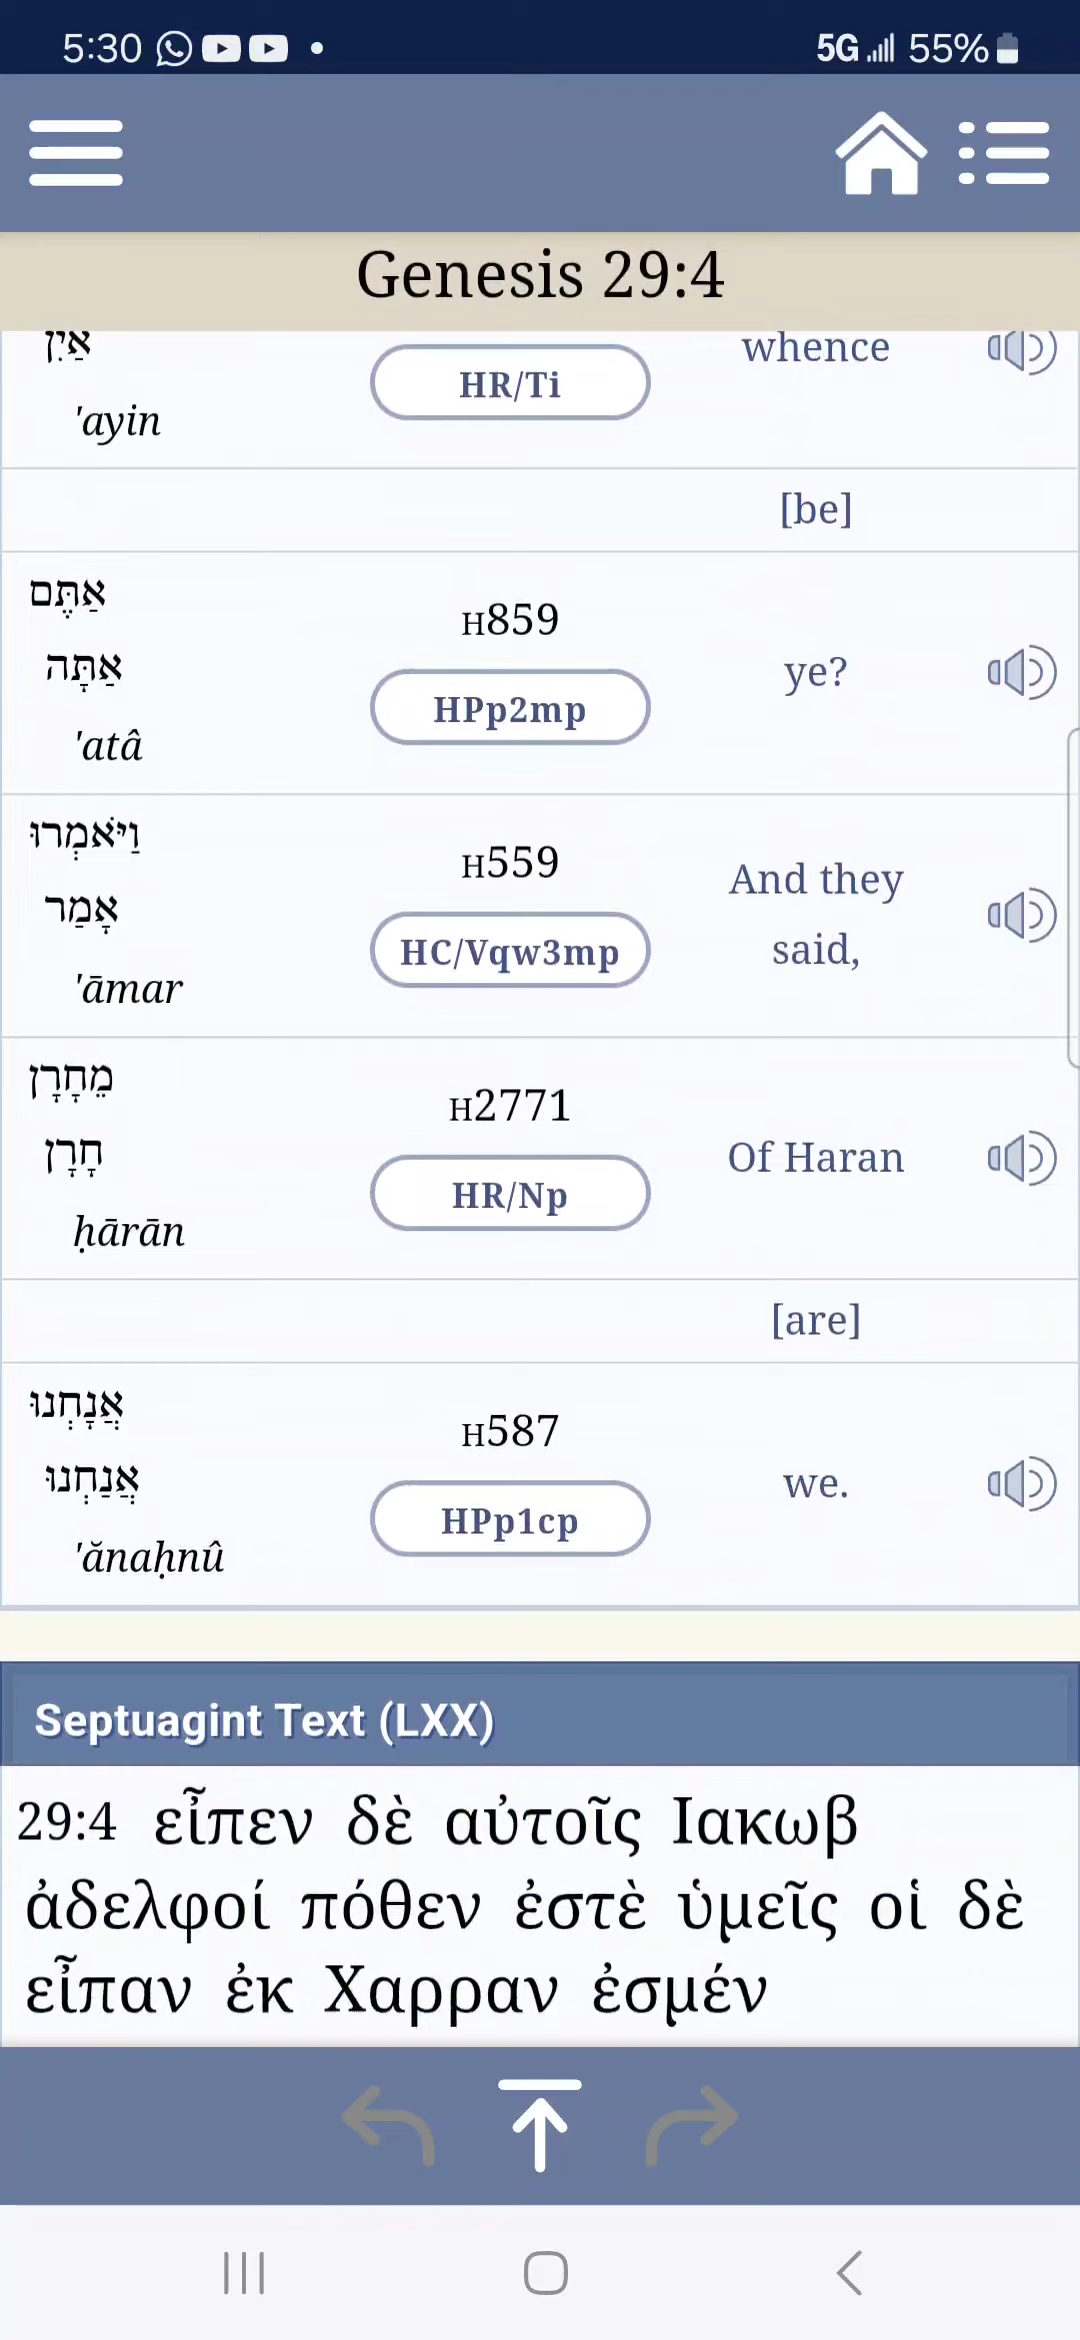 5:30
5G 55%
Genesis 29:4
אַיִן
HR/Ti
whence
'ayin
[be]
אַתֶּם
H859
אַתָּה
HPp2mp
ye?
'atâ
וַיֹּאמְרוּ
H559
אָמַר
HC/Vqw3mp
And they
said,
'āmar
מֵחָרָן
H2771
חָרָן
HR/Np
Of Haran
ḥārān
[are]
אֲנָחְנוּ
H587
אֲנַחְנוּ
HPp1cp
we.
'ănaḥnû
Septuagint Text (LXX)
29:4 εἶπεν δὲ αὐτοῖς Ιακωβ
ἀδελφοί πόθεν ἐστὲ ὑμεῖς οἱ δὲ
εἶπαν ἐκ Χαρραν ἐσμέν